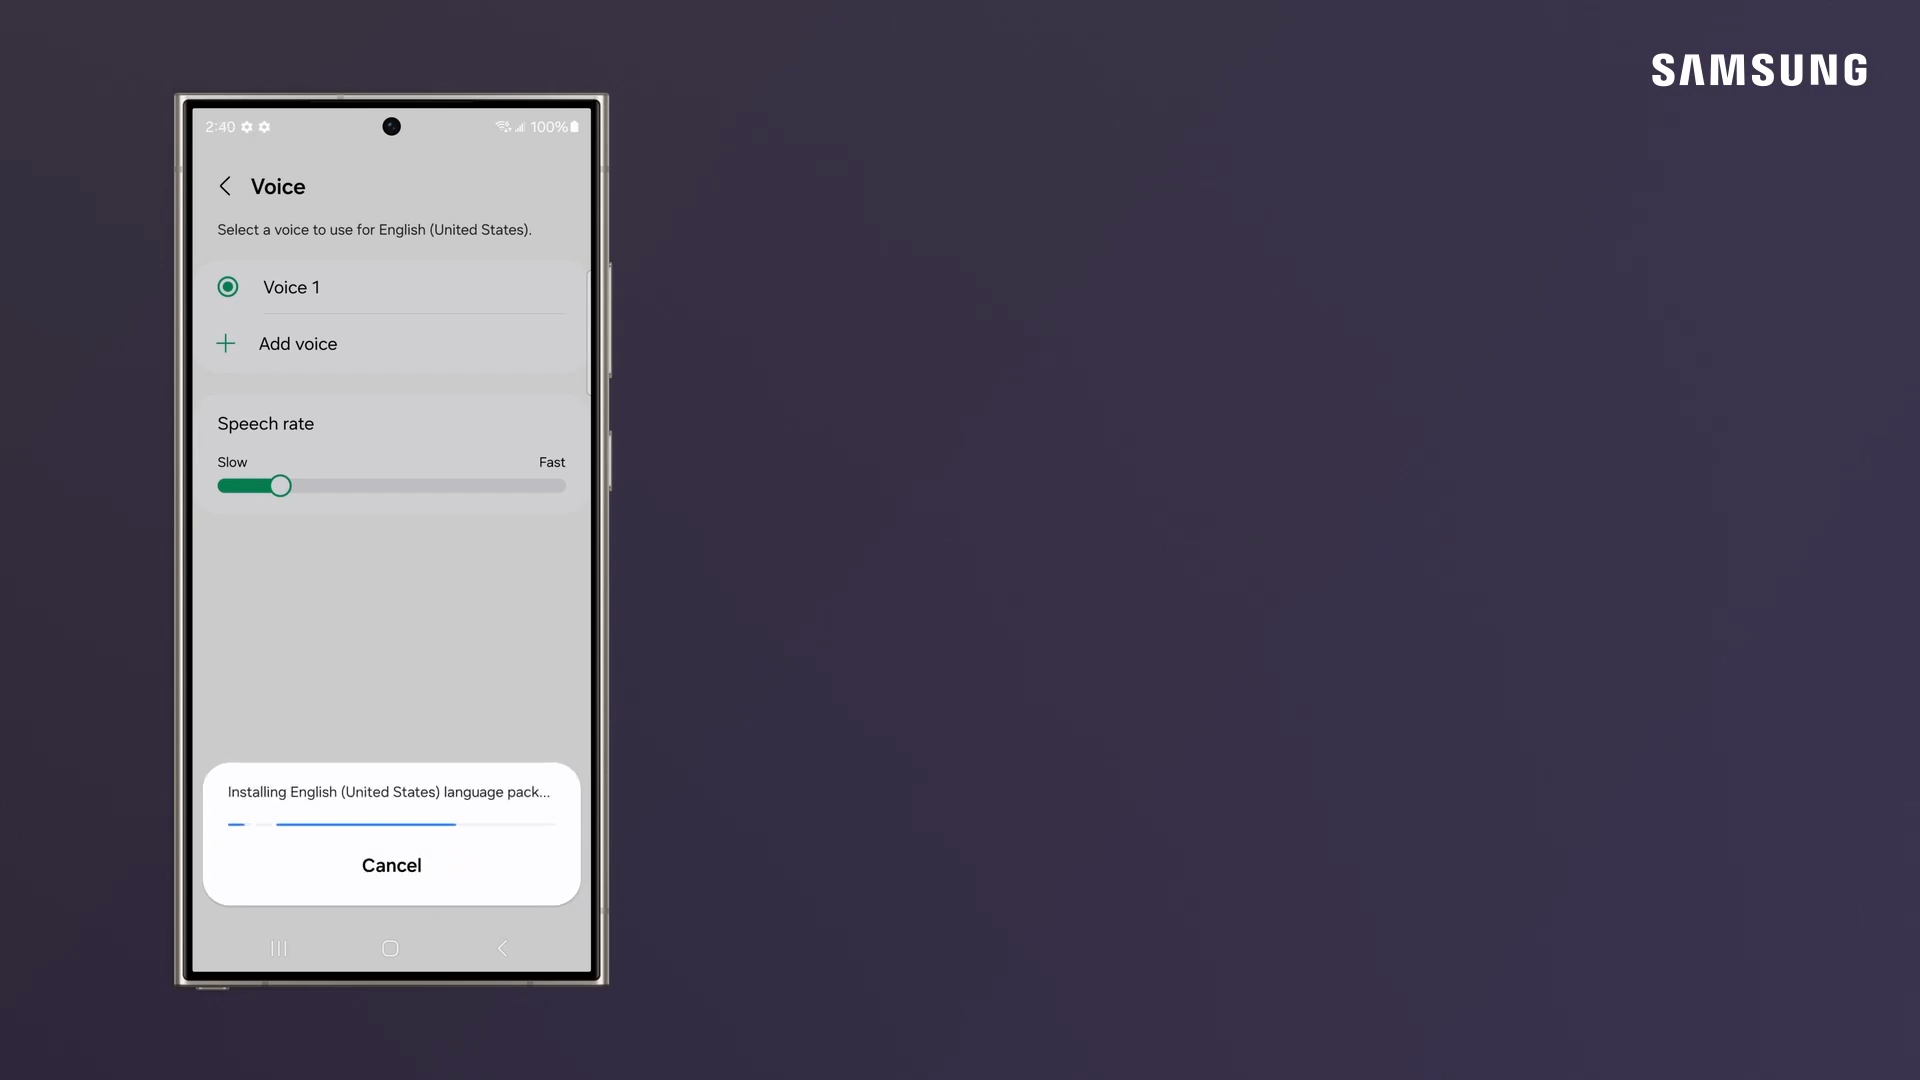 SAMSUNG
2:40 100%
Voice
Select a voice to use for English (United States).
Voice 1
Add voice
Speech rate
Slow Fast
Installing English (United States) language pack...
Cancel